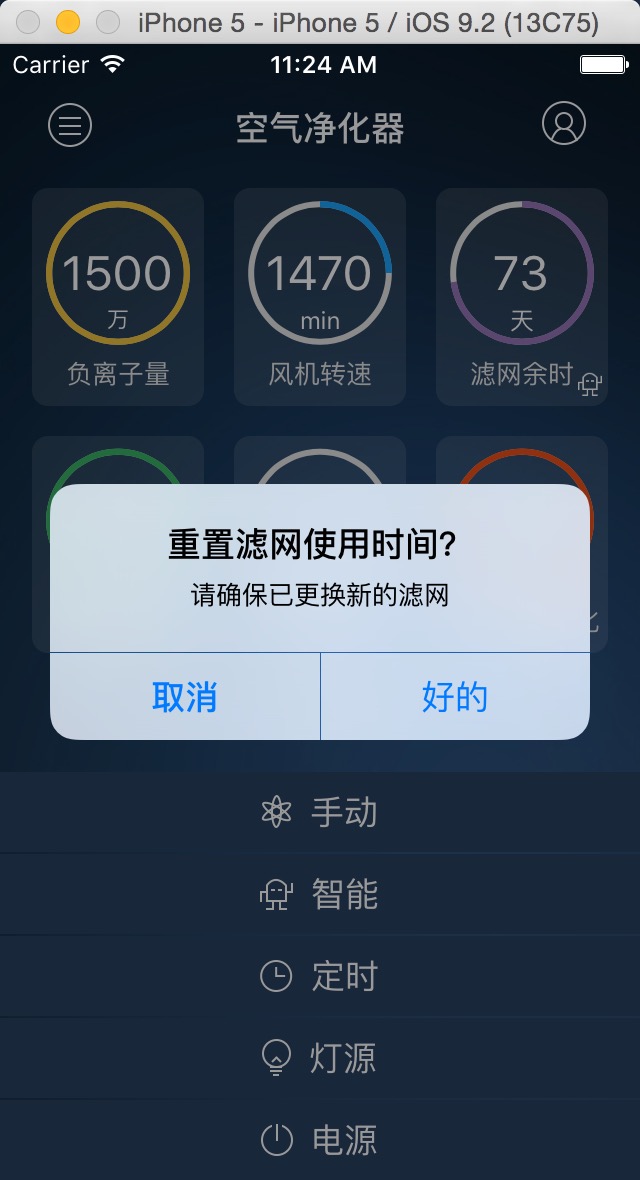 iPhone 5 - iPhone 5 / iOS 9.2 (13C75)
Carrier 11:24 AM
空气净化器
1500 1470 73
万 min 天
负离子量 风机转速 滤网余时
重置滤网使用时间?
请确保已更换新的滤网
取消 好的
手动
智能
定时
灯源
电源